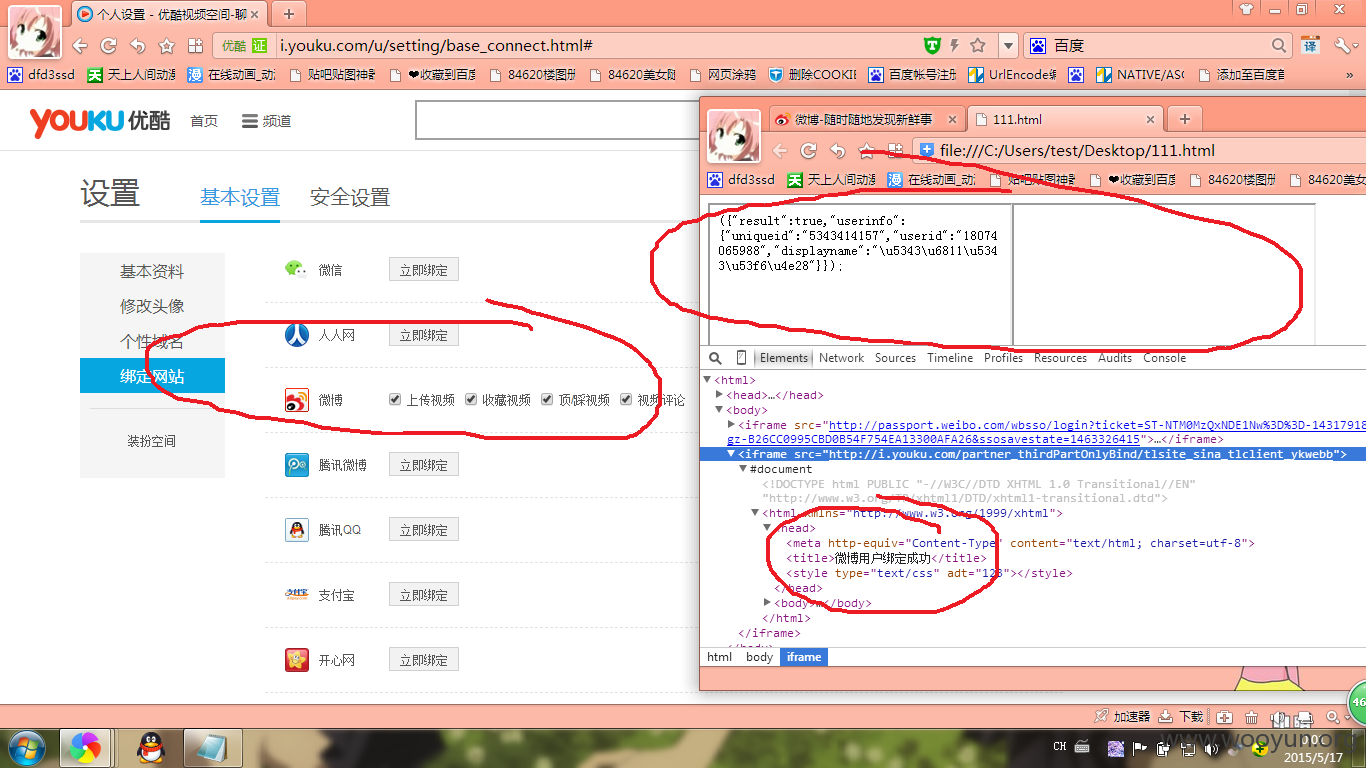 个人设置 - 优酷视频空间-聊
优酷 证 i.youku.com/u/setting/base_connect.html#
百度
译
dfd3ssd 天上人间动漫 在线动画_动漫 贴吧贴图神器 ❤收藏到百度 84620楼图册 84620美女贴 网页涂鸦 删除COOKIE 百度帐号注册 UrlEncode编 NATIVE/ASC 添加至百度首 »
YOUKU 优酷 首页 频道
设置 基本设置 安全设置
基本资料
修改头像
个性域名
绑定网站
装扮空间
微信 立即绑定
人人网 立即绑定
微博 上传视频 收藏视频 顶/踩视频 视频评论
腾讯微博 立即绑定
腾讯QQ 立即绑定
支付宝 立即绑定
开心网 立即绑定
微博-随时随地发现新鲜事 111.html
file:///C:/Users/test/Desktop/111.html
dfd3ssd 天上人间动漫 在线动画_动漫 贴吧贴图神器 ❤收藏到百度 84620楼图册 84620美女
({"result":true,"userinfo":
{"uniqueid":"5343414157","userid":"18074
065988","displayname":"\u5343\u6811\u534
3\u53f6\u4e28"}});
Elements Network Sources Timeline Profiles Resources Audits Console
<html>
<head>…</head>
<body>
<iframe src="http://passport.weibo.com/wbsso/login?ticket=ST-NTM0MzQxNDE1Nw%3D%3D-14317918
gz-B26CC0995CBD0B54F754EA13300AFA26&ssosavestate=1463326415">…</iframe>
<iframe src="http://i.youku.com/partner_thirdPartOnlyBind/tlsite_sina_tlclient_ykwebb">
#document
<!DOCTYPE html PUBLIC "-//W3C//DTD XHTML 1.0 Transitional//EN"
"http://www.w3.org/TR/xhtml1/DTD/xhtml1-transitional.dtd">
<html xmlns="http://www.w3.org/1999/xhtml">
<head>
<meta http-equiv="Content-Type" content="text/html; charset=utf-8">
<title>微博用户绑定成功</title>
<style type="text/css" adt="123"></style>
</head>
<body>…</body>
</html>
</iframe>
html body iframe
加速器 下载
46
CH
2015/5/17